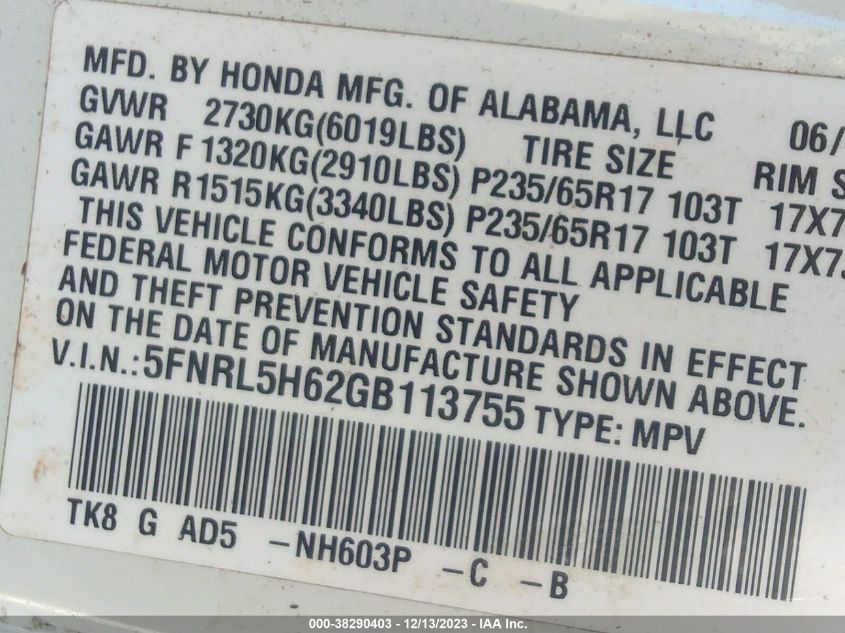 MFD. BY HONDA MFG. OF ALABAMA, LLC 06/
GVWR 2730KG(6019LBS) TIRE SIZE RIM S
GAWR F 1320KG(2910LBS) P235/65R17 103T 17X7
GAWR R 1515KG(3340LBS) P235/65R17 103T 17X7
THIS VEHICLE CONFORMS TO ALL APPLICABLE
FEDERAL MOTOR VEHICLE SAFETY
AND THEFT PREVENTION STANDARDS IN EFFECT
ON THE DATE OF MANUFACTURE SHOWN ABOVE.
V.I.N.: 5FNRL5H62GB113755 TYPE: MPV
TK8 G AD5 -NH603P -C -B
000-38290403 - 12/13/2023 - IAA Inc.